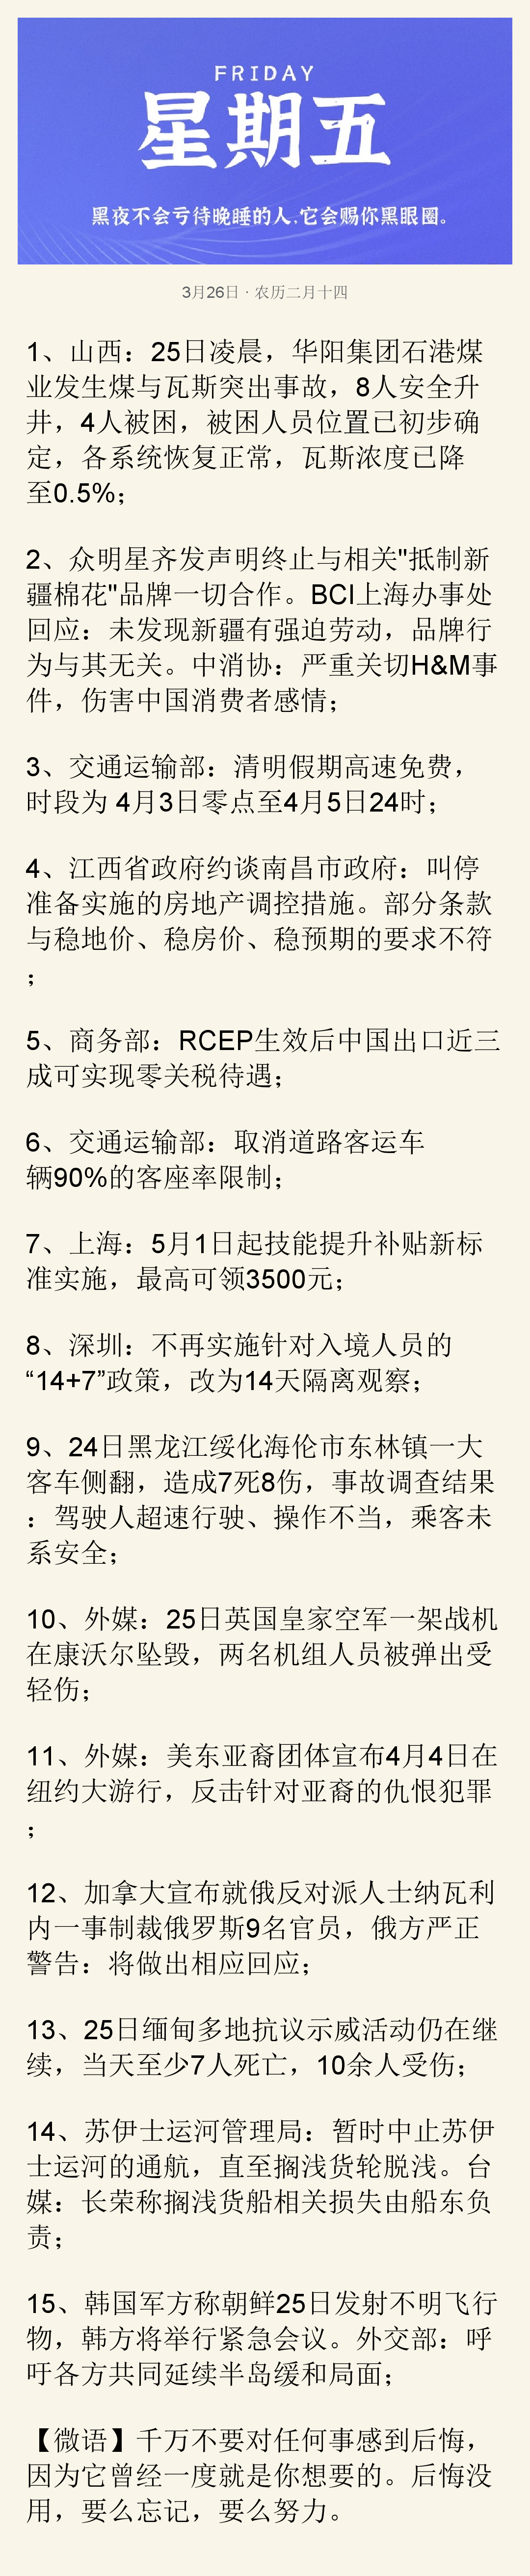 FRIDAY
星期五
黑夜不会亏待晚睡的人,它会赐你黑眼圈。
3月26日 · 农历二月十四
1、山西：25日凌晨，华阳集团石港煤
业发生煤与瓦斯突出事故，8人安全升
井，4人被困，被困人员位置已初步确
定，各系统恢复正常，瓦斯浓度已降
至0.5%；
2、众明星齐发声明终止与相关"抵制新
疆棉花"品牌一切合作。BCI上海办事处
回应：未发现新疆有强迫劳动，品牌行
为与其无关。中消协：严重关切H&M事
件，伤害中国消费者感情；
3、交通运输部：清明假期高速免费，
时段为 4月3日零点至4月5日24时；
4、江西省政府约谈南昌市政府：叫停
准备实施的房地产调控措施。部分条款
与稳地价、稳房价、稳预期的要求不符
；
5、商务部：RCEP生效后中国出口近三
成可实现零关税待遇；
6、交通运输部：取消道路客运车
辆90%的客座率限制；
7、上海：5月1日起技能提升补贴新标
准实施，最高可领3500元；
8、深圳：不再实施针对入境人员的
“14+7”政策，改为14天隔离观察；
9、24日黑龙江绥化海伦市东林镇一大
客车侧翻，造成7死8伤，事故调查结果
：驾驶人超速行驶、操作不当，乘客未
系安全；
10、外媒：25日英国皇家空军一架战机
在康沃尔坠毁，两名机组人员被弹出受
轻伤；
11、外媒：美东亚裔团体宣布4月4日在
纽约大游行，反击针对亚裔的仇恨犯罪
；
12、加拿大宣布就俄反对派人士纳瓦利
内一事制裁俄罗斯9名官员，俄方严正
警告：将做出相应回应；
13、25日缅甸多地抗议示威活动仍在继
续，当天至少7人死亡，10余人受伤；
14、苏伊士运河管理局：暂时中止苏伊
士运河的通航，直至搁浅货轮脱浅。台
媒：长荣称搁浅货船相关损失由船东负
责；
15、韩国军方称朝鲜25日发射不明飞行
物，韩方将举行紧急会议。外交部：呼
吁各方共同延续半岛缓和局面；
【微语】千万不要对任何事感到后悔，
因为它曾经一度就是你想要的。后悔没
用，要么忘记，要么努力。